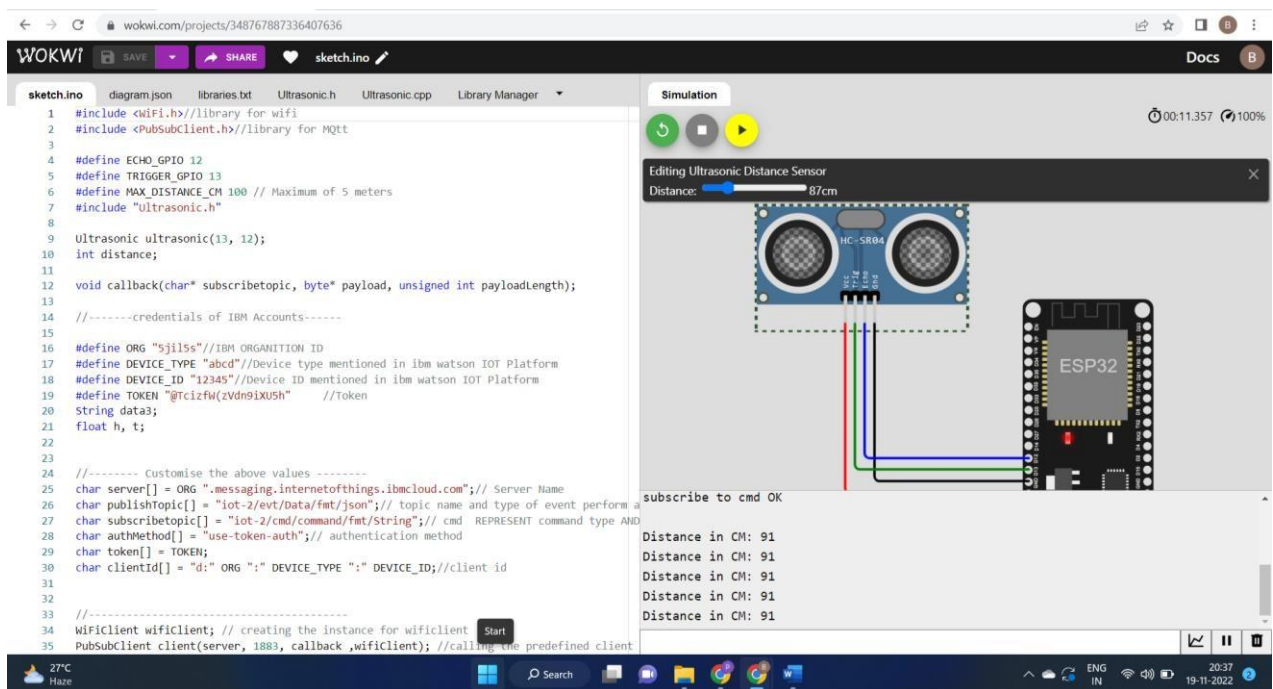 wokwi.com/projects/348767887336407636
B
WOKWi SAVE SHARE sketch.ino Docs B
sketch.ino diagram.json libraries.txt Ultrasonic.h Ultrasonic.cpp Library Manager
1 #include <WiFi.h>//library for wifi
2 #include <PubSubClient.h>//library for MQtt
3
4 #define ECHO_GPIO 12
5 #define TRIGGER_GPIO 13
6 #define MAX_DISTANCE_CM 100 // Maximum of 5 meters
7 #include "Ultrasonic.h"
8
9 Ultrasonic ultrasonic(13, 12);
10 int distance;
11
12 void callback(char* subscribetopic, byte* payload, unsigned int payloadLength);
13
14 //-------credentials of IBM Accounts------
15
16 #define ORG "5jil5s"//IBM ORGANITION ID
17 #define DEVICE_TYPE "abcd"//Device type mentioned in ibm watson IOT Platform
18 #define DEVICE_ID "12345"//Device ID mentioned in ibm watson IOT Platform
19 #define TOKEN "@TcizfW(zVdn9iXU5h" //Token
20 String data3;
21 float h, t;
22
23
24 //-------- Customise the above values --------
25 char server[] = ORG ".messaging.internetofthings.ibmcloud.com";// Server Name
26 char publishTopic[] = "iot-2/evt/Data/fmt/json";// topic name and type of event perform a
27 char subscribetopic[] = "iot-2/cmd/command/fmt/String";// cmd REPRESENT command type AND
28 char authMethod[] = "use-token-auth";// authentication method
29 char token[] = TOKEN;
30 char clientId[] = "d:" ORG ":" DEVICE_TYPE ":" DEVICE_ID;//client id
31
32
33 //-----------------------------------------
34 WiFiClient wifiClient; // creating the instance for wificlient
Start
35 PubSubClient client(server, 1883, callback ,wifiClient); //calling the predefined client
Simulation
00:11.357 100%
Editing Ultrasonic Distance Sensor
Distance: 87cm
HC-SR04
Vcc Trig Echo Gnd
ESP32
subscribe to cmd OK
Distance in CM: 91
Distance in CM: 91
Distance in CM: 91
Distance in CM: 91
Distance in CM: 91
27°C
Haze
Search
ENG
IN
20:37
19-11-2022
2